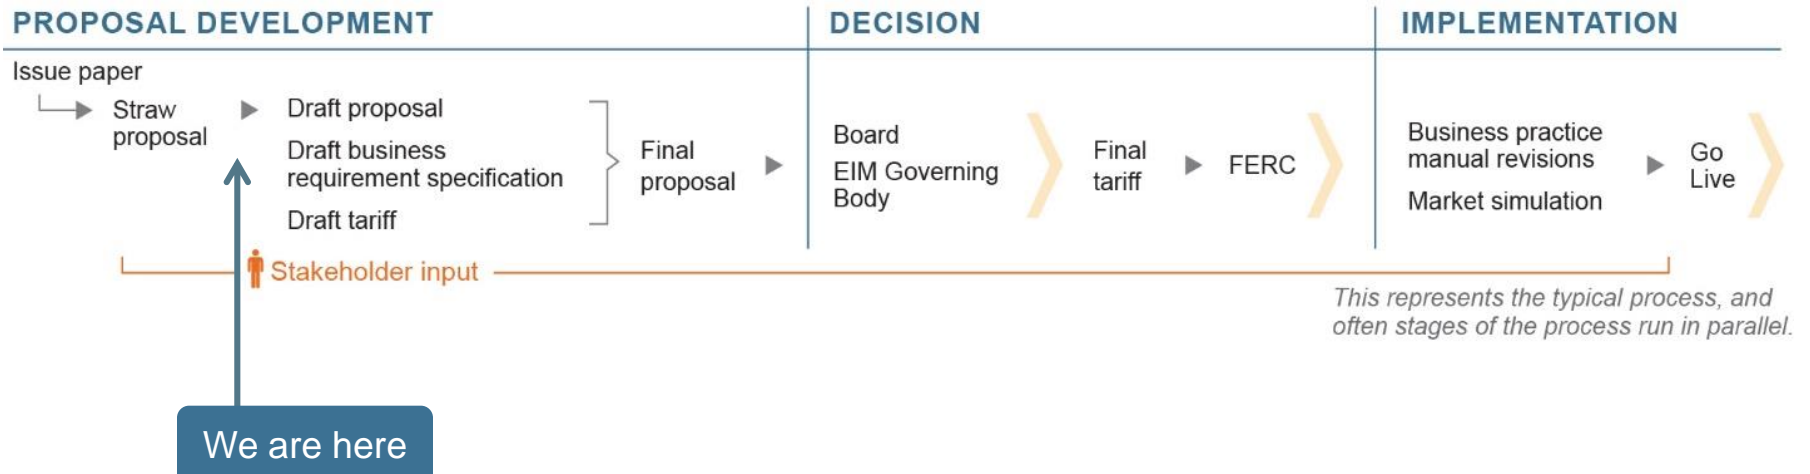 PROPOSAL DEVELOPMENT
DECISION
IMPLEMENTATION
Issue paper
Straw
proposal
Draft proposal
Draft business
requirement specification
Draft tariff
Final
proposal
Board
EIM Governing
Body
Final
tariff
FERC
Business practice
manual revisions
Market simulation
Go
Live
Stakeholder input
This represents the typical process, and
often stages of the process run in parallel.
We are here